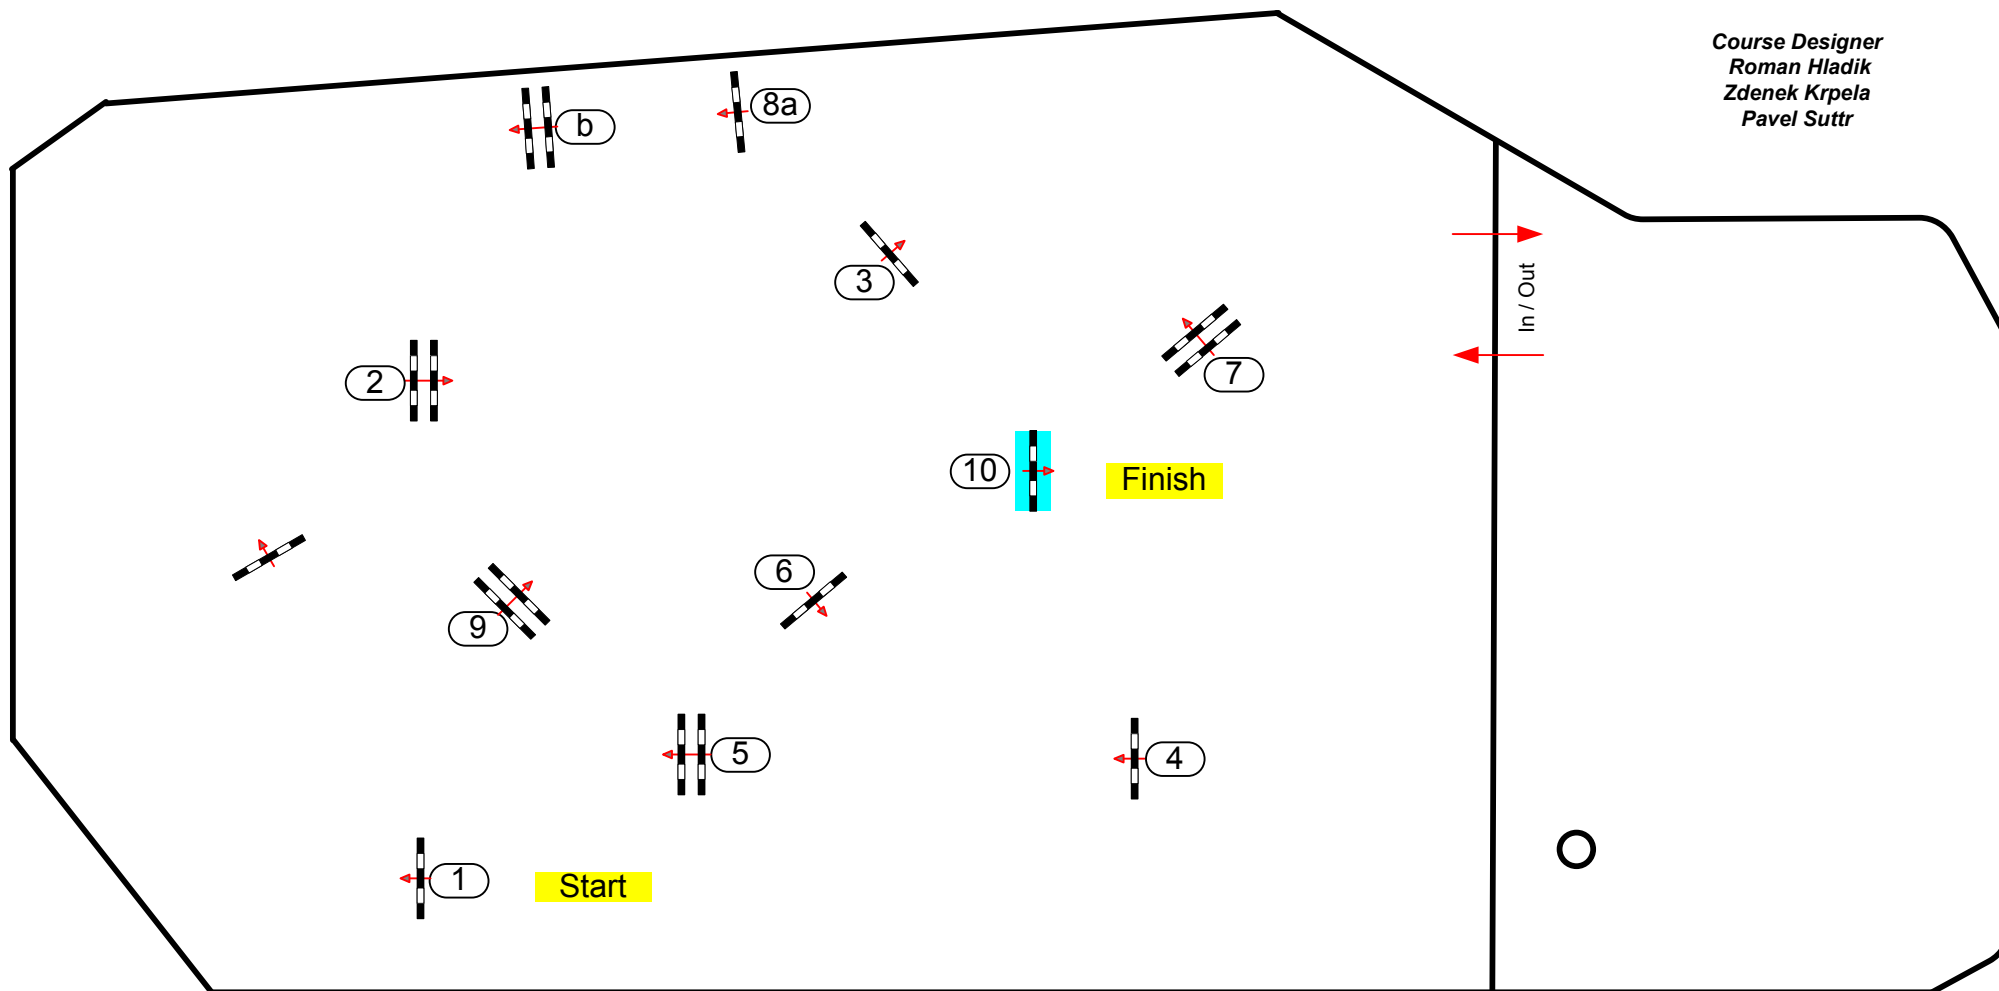 Course Designer
Roman Hladik
Zdenek Krpela
Pavel Suttr
8a
b
3
In / Out
2
7
10
Finish
6
9
5
4
1
Start